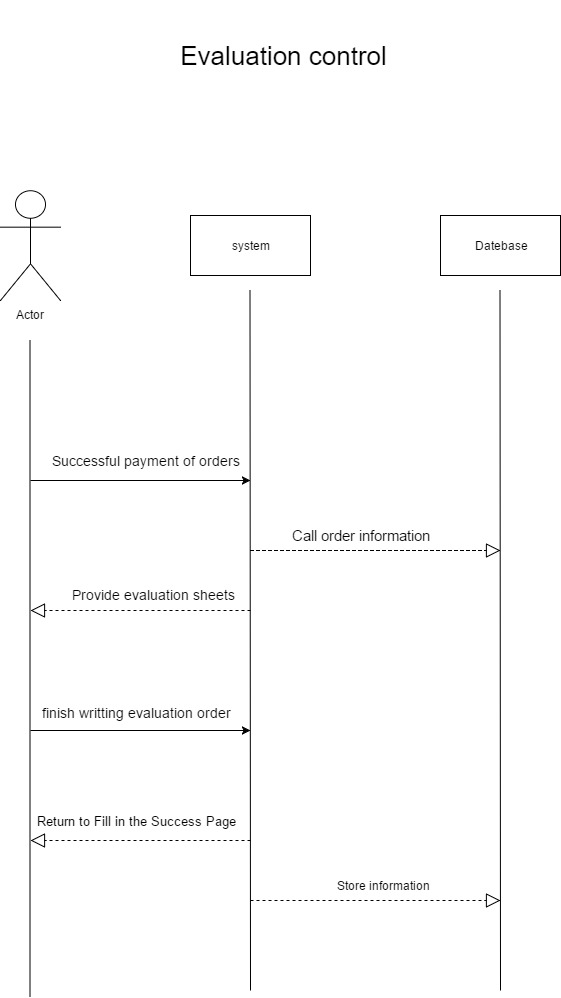 Evaluation control
system
Datebase
Actor
Successful payment of orders
Call order information
Provide evaluation sheets
finish writting evaluation order
Return to Fill in the Success Page
Store information